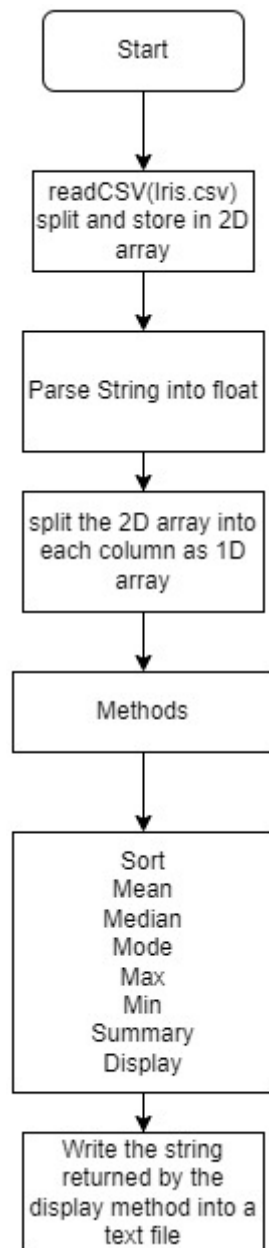 Start
readCSV(Iris.csv)
split and store in 2D
array
Parse String into float
split the 2D array into
each column as 1D
array
Methods
Sort
Mean
Median
Mode
Max
Min
Summary
Display
Write the string
returned by the
display method into a
text file